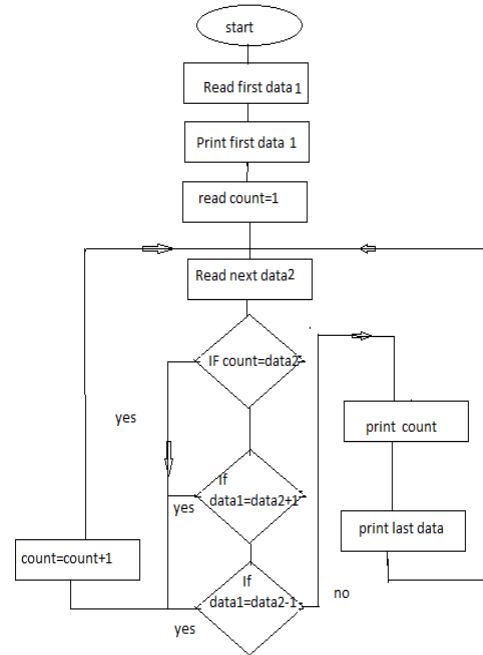 start
Read first data 1
Print first data 1
read count=1
Read next data2
IF count=data2
yes
print count
If
data1=data2+1
yes
print last data
count=count+1
If
data1=data2-1
no
yes